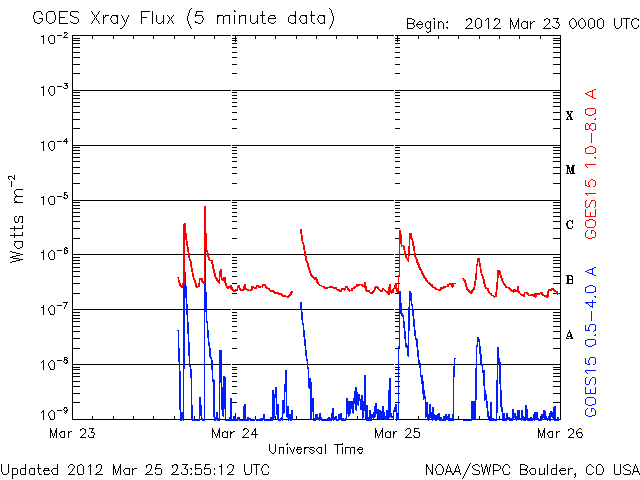 GOES Xray Flux (5 minute data)
Begin: 2012 Mar 23 0000 UTC
10⁻²
10⁻³
10⁻⁴
10⁻⁵
10⁻⁶
10⁻⁷
10⁻⁸
10⁻⁹
Watts m⁻²
X
M
C
B
A
GOES15 1.0-8.0 A
GOES15 0.5-4.0 A
Mar 23
Mar 24
Mar 25
Mar 26
Universal Time
Updated 2012 Mar 25 23:55:12 UTC
NOAA/SWPC Boulder, CO USA